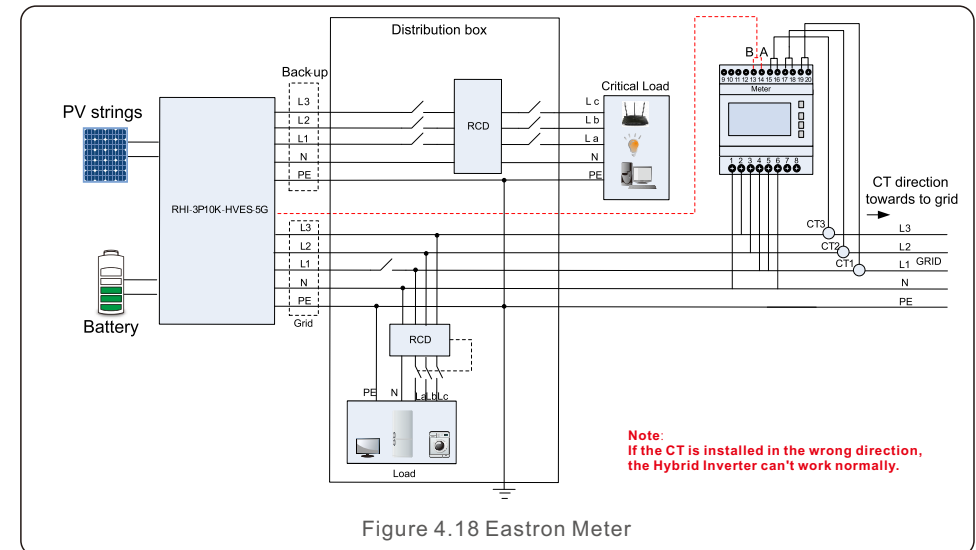 Distribution box
B A
9 10 11 12 13 14 15 16 17 18 19 20
Meter
1 2 3 4 5 6 7 8
Back-up
L3
L2
L1
N
PE
RCD
Critical Load
L c
L b
L a
N
PE
PV strings
RHI-3P10K-HVES-5G
Battery
CT direction
towards to grid
CT3
CT2
CT1
L3
L2
L1 GRID
N
PE
L3
L2
L1
N
PE
Grid
RCD
PE N LaLbLc
Load
Note:
If the CT is installed in the wrong direction,
the Hybrid Inverter can't work normally.
Figure 4.18 Eastron Meter